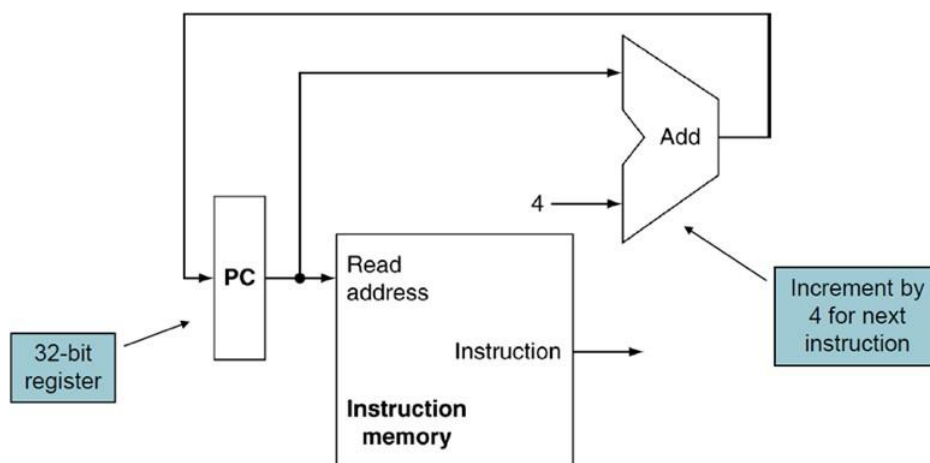 Add
4
PC
Read
address
Increment by
4 for next
instruction
32-bit
register
Instruction
Instruction
memory